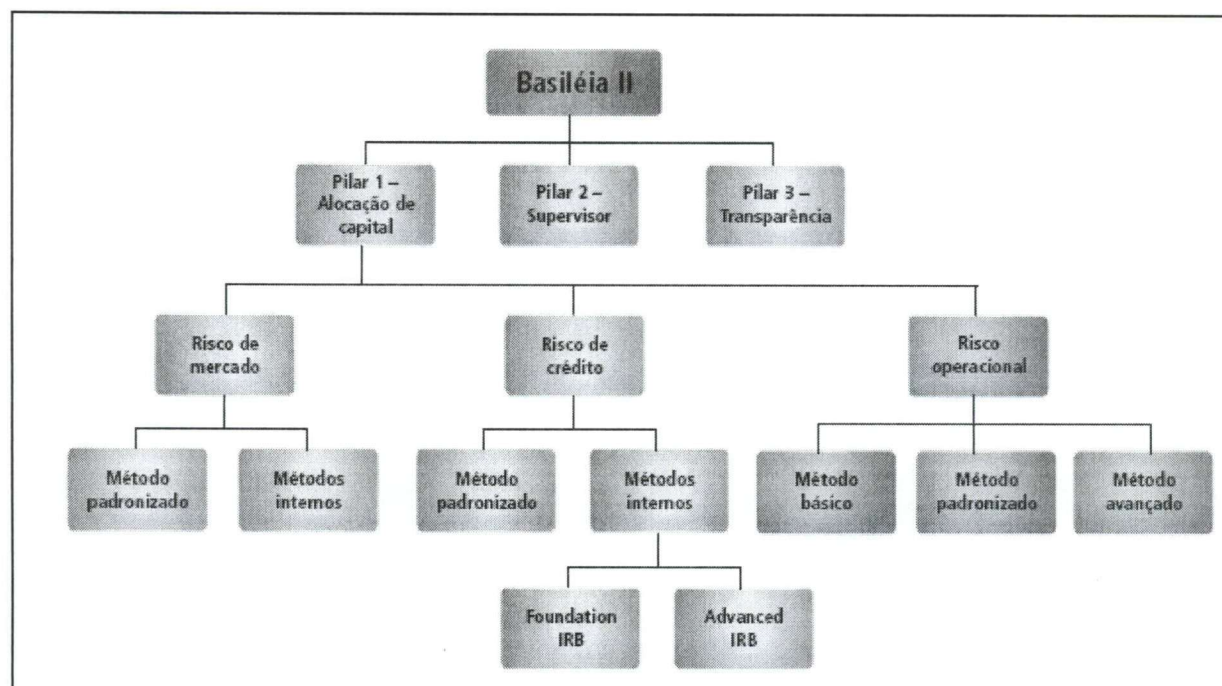 Basiléia II
Pilar 1 –
Alocação de
capital
Pilar 2 –
Supervisor
Pilar 3 –
Transparência
Risco de
mercado
Risco de
crédito
Risco
operacional
Método
padronizado
Métodos
internos
Método
padronizado
Métodos
internos
Método
básico
Método
padronizado
Método
avançado
Foundation
IRB
Advanced
IRB